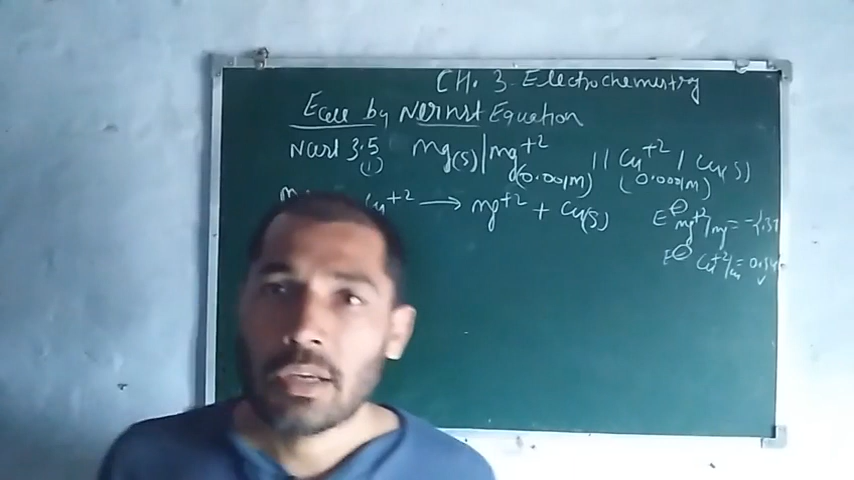 CH. 3 Electrochemistry
Ecell by Nernst Equation
Ncert 3.5 Mg(s) | Mg+2 || Cu+2 | Cu(s)
(1) (0.001M) (0.0001M)
Cu+2 → Mg+2 + Cu(s)
E⊖ Mg+2/Mg = -2.37
E⊖ Cu+2/Cu = 0.34